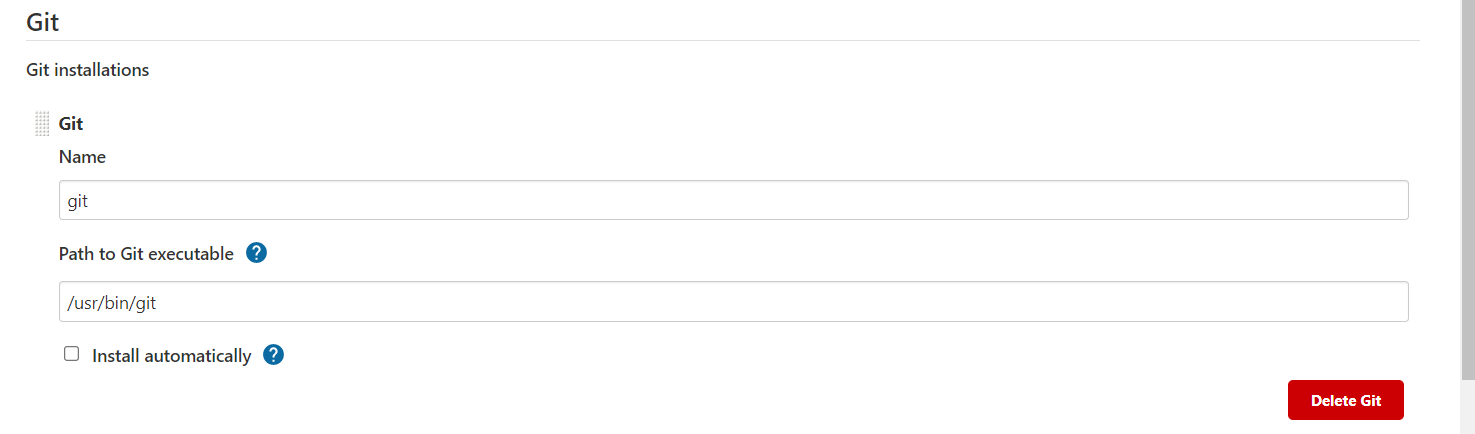 Git
Git installations
Git
Name
git
Path to Git executable ?
/usr/bin/git
Install automatically ?
Delete Git